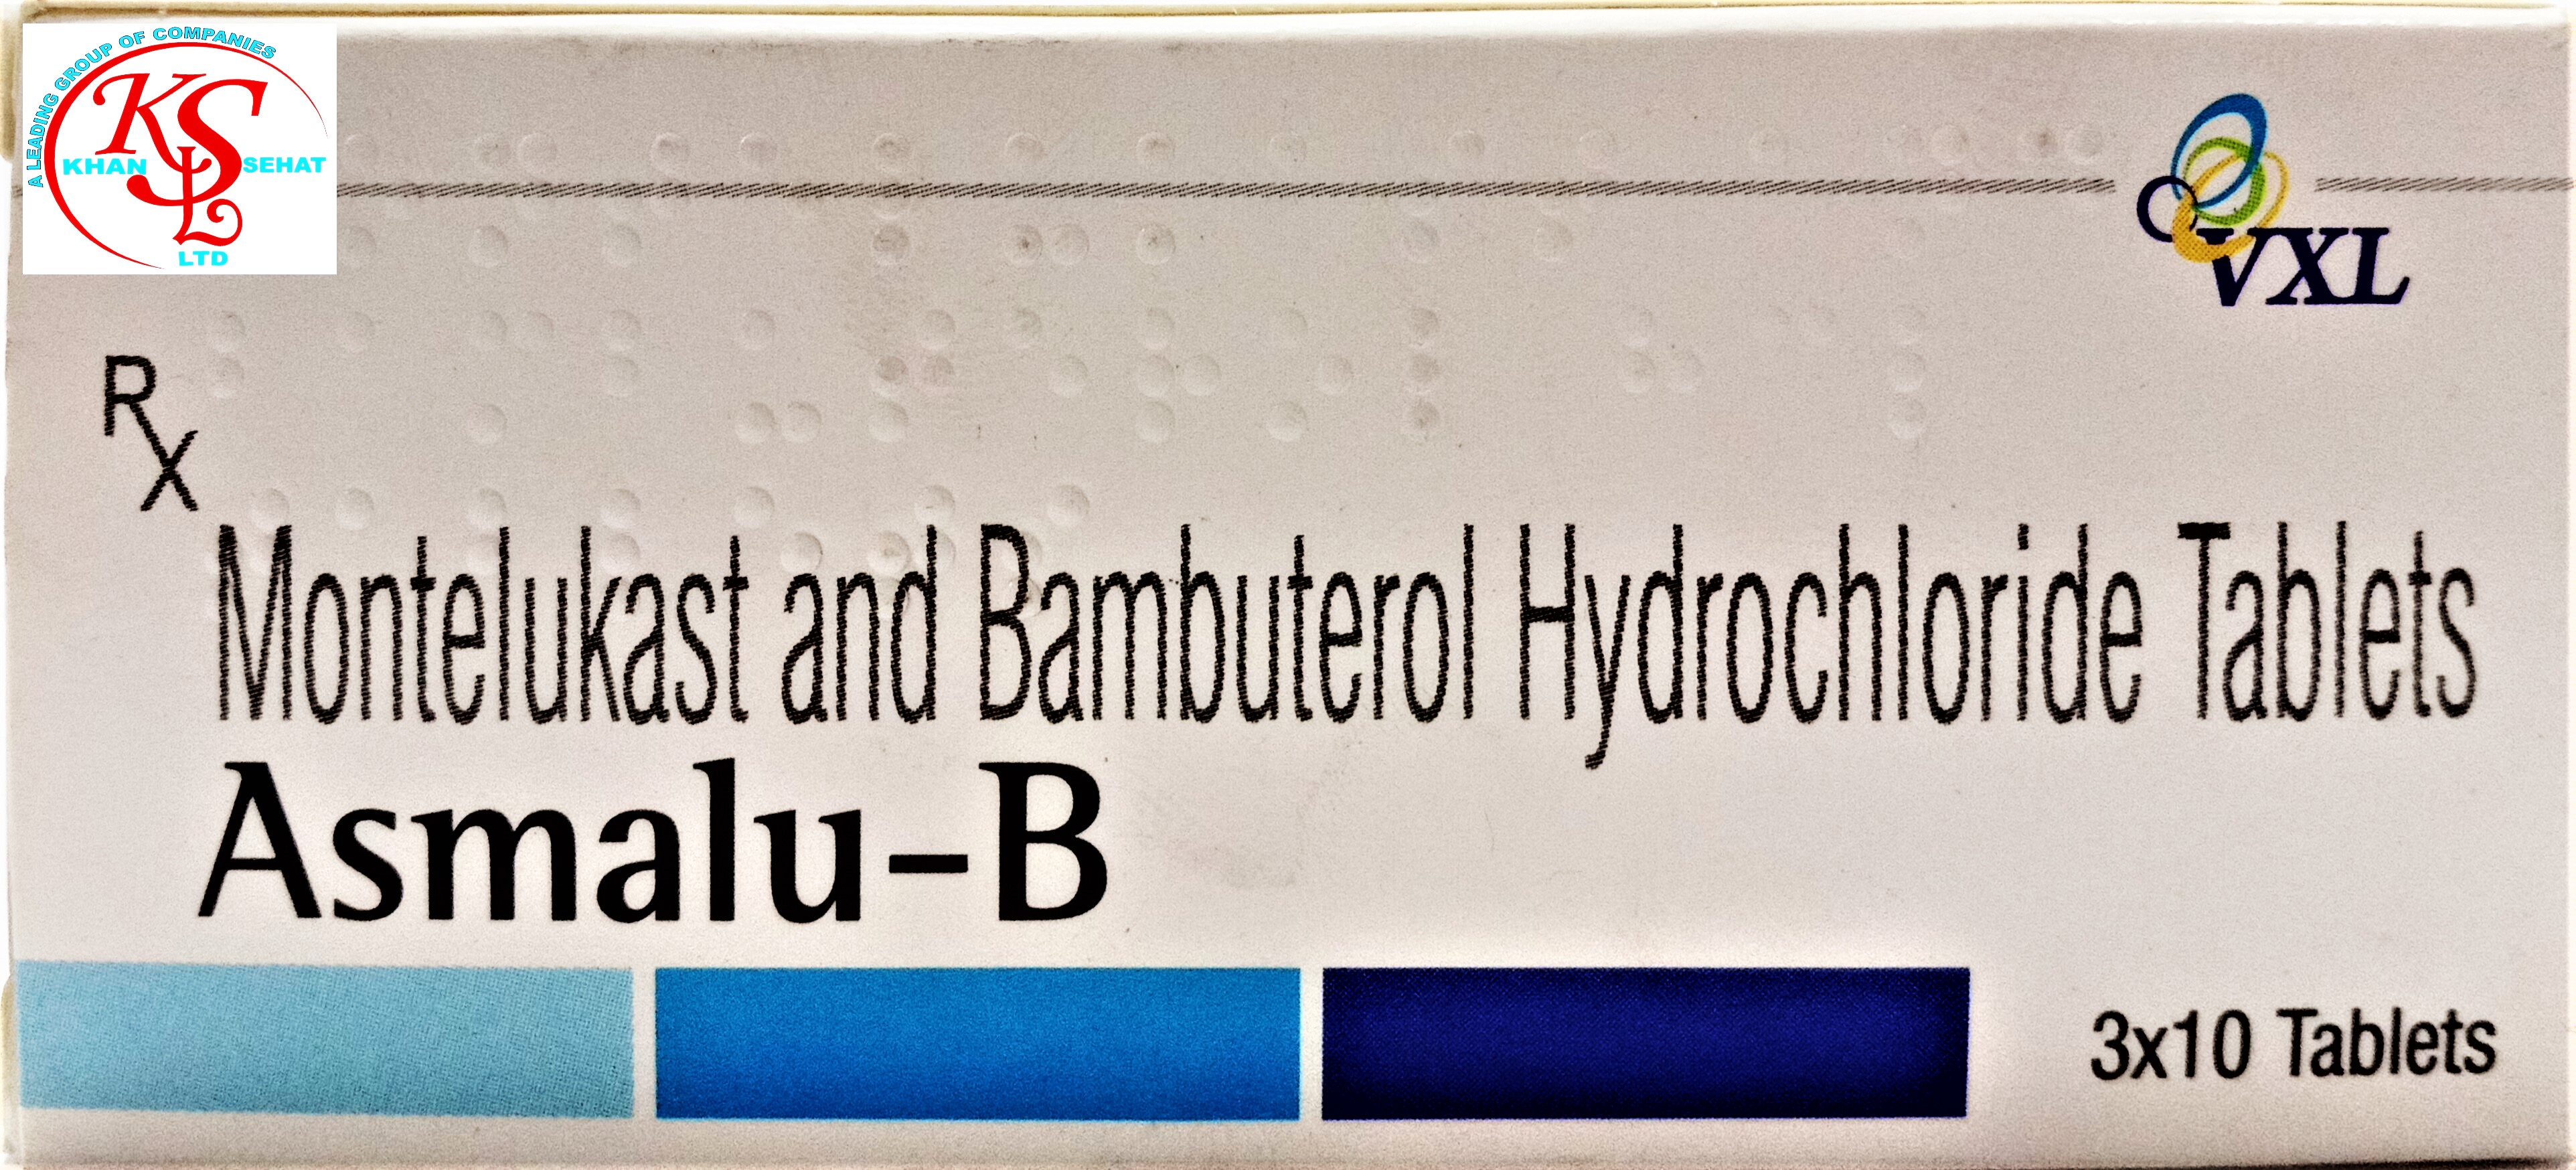 A LEADING GROUP OF COMPANIES
KSL
KHAN SEHAT
LTD
VXL
Rx
Montelukast and Bambuterol Hydrochloride Tablets
Asmalu-B
3x10 Tablets